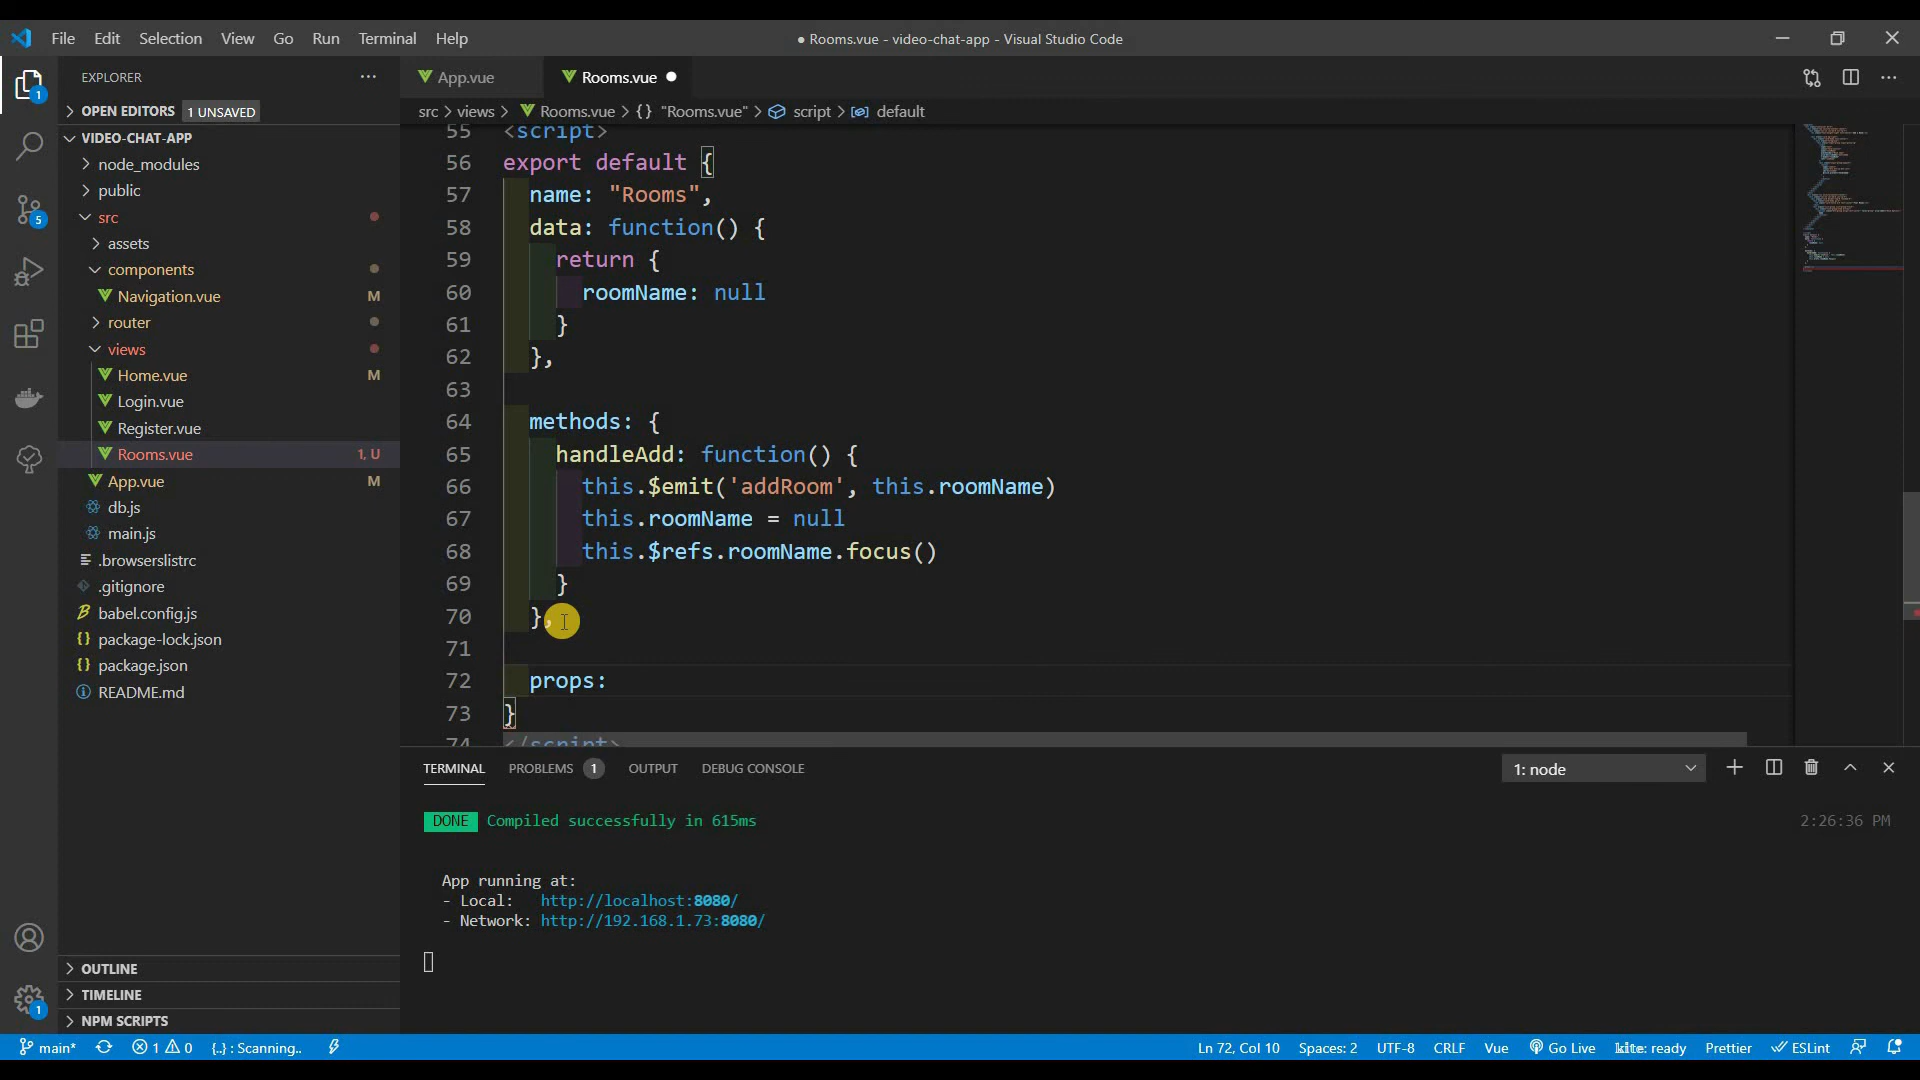 File Edit Selection View Go Run Terminal Help
● Rooms.vue - video-chat-app - Visual Studio Code
EXPLORER
OPEN EDITORS 1 UNSAVED
VIDEO-CHAT-APP
node_modules
public
src
assets
components
Navigation.vue M
router
views
Home.vue M
Login.vue
Register.vue
Rooms.vue 1, U
App.vue M
db.js
main.js
.browserslistrc
.gitignore
babel.config.js
package-lock.json
package.json
README.md
OUTLINE
TIMELINE
NPM SCRIPTS
1
5
1
App.vue
Rooms.vue ●
src > views > Rooms.vue > {} "Rooms.vue" > script > default
55 <script>
56 export default {
57 name: "Rooms",
58 data: function() {
59 return {
60 roomName: null
61 }
62 },
63
64 methods: {
65 handleAdd: function() {
66 this.$emit('addRoom', this.roomName)
67 this.roomName = null
68 this.$refs.roomName.focus()
69 }
70 },
71
72 props:
73 }
74 </script>
TERMINAL PROBLEMS 1 OUTPUT DEBUG CONSOLE
1: node
DONE Compiled successfully in 615ms 2:26:36 PM
App running at:
- Local: http://localhost:8080/
- Network: http://192.168.1.73:8080/
main* 1 0 {..} : Scanning..
Ln 72, Col 10 Spaces: 2 UTF-8 CRLF Vue Go Live kite: ready Prettier ESLint